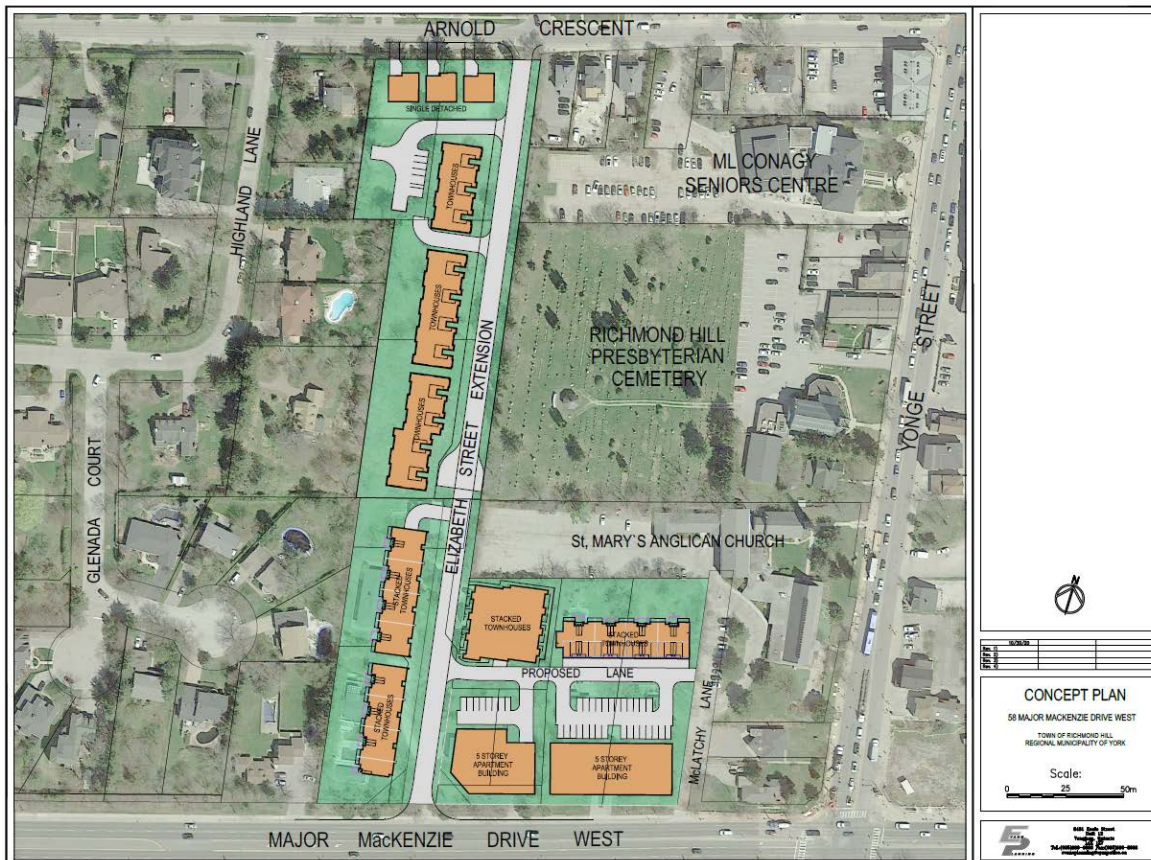 ARNOLD CRESCENT
SINGLE DETACHED
HIGHLAND LANE
TOWNHOUSES
ML CONAGY
SENIORS CENTRE
TOWNHOUSES
RICHMOND HILL
PRESBYTERIAN
CEMETERY
YONGE STREET
TOWNHOUSES
ELIZABETH STREET EXTENSION
GLENADA COURT
St, MARY`S ANGLICAN CHURCH
STACKED
TOWNHOUSES
STACKED
TOWNHOUSES
STACKED
TOWNHOUSES
PROPOSED LANE
McLATCHY LANE
STACKED
TOWNHOUSES
5 STOREY
APARTMENT
BUILDING
5 STOREY
APARTMENT
BUILDING
MAJOR MacKENZIE DRIVE WEST
N
CONCEPT PLAN
58 MAJOR MACKENZIE DRIVE WEST
TOWN OF RICHMOND HILL
REGIONAL MUNICIPALITY OF YORK
Scale:
0 25 50m